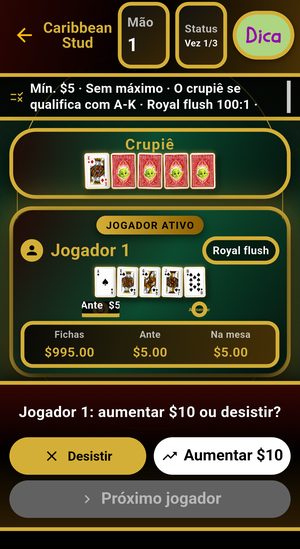 Caribbean
Stud
Mão
1
Status
Vez 1/3
Dica
Mín. $5 · Sem máximo · O crupiê se
qualifica com A-K · Royal flush 100:1 ·
Crupiê
JOGADOR ATIVO
Jogador 1
Royal flush
Ante $5
Fichas
Ante
Na mesa
$995.00
$5.00
$5.00
Jogador 1: aumentar $10 ou desistir?
Desistir
Aumentar $10
Próximo jogador